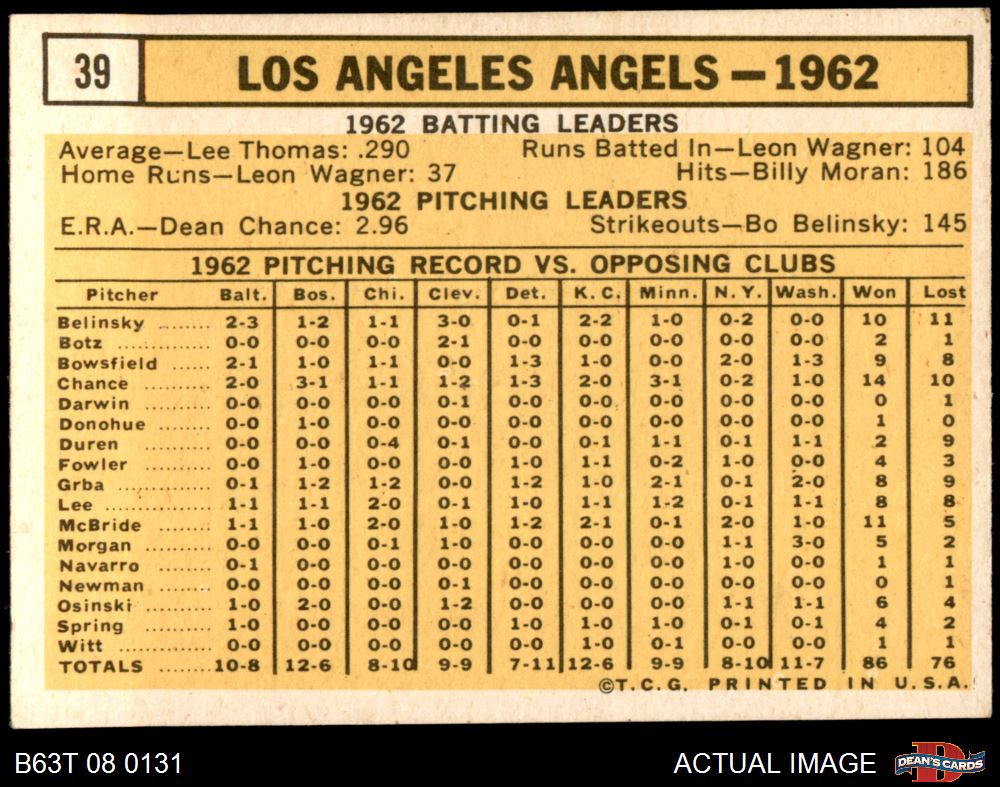 39 LOS ANGELES ANGELS – 1962
1962 BATTING LEADERS
Average—Lee Thomas: .290 Runs Batted In—Leon Wagner: 104
Home Runs—Leon Wagner: 37 Hits—Billy Moran: 186
1962 PITCHING LEADERS
E.R.A.—Dean Chance: 2.96 Strikeouts—Bo Belinsky: 145
1962 PITCHING RECORD VS. OPPOSING CLUBS
Pitcher Balt. Bos. Chi. Clev. Det. K. C. Minn. N. Y. Wash. Won Lost
Belinsky ........ 2-3 1-2 1-1 3-0 0-1 2-2 1-0 0-2 0-0 10 11
Botz ............ 0-0 0-0 0-0 2-1 0-0 0-0 0-0 0-0 0-0 2 1
Bowsfield ...... 2-1 1-0 1-1 0-0 1-3 1-0 0-0 2-0 1-3 9 8
Chance ......... 2-0 3-1 1-1 1-2 1-3 2-0 3-1 0-2 1-0 14 10
Darwin .......... 0-0 0-0 0-0 0-1 0-0 0-0 0-0 0-0 0-0 0 1
Donohue ........ 0-0 1-0 0-0 0-0 0-0 0-0 0-0 0-0 0-0 1 0
Duren ........... 0-0 0-0 0-4 0-1 0-0 0-1 1-1 0-1 1-1 2 9
Fowler .......... 0-0 1-0 0-0 0-0 1-0 1-1 0-2 1-0 0-0 4 3
Grba ............ 0-1 1-2 1-2 0-0 1-2 1-0 2-1 0-1 2-0 8 9
Lee ............. 1-1 1-1 2-0 0-1 1-0 1-1 1-2 0-1 1-1 8 8
McBride ........ 1-1 1-0 2-0 1-0 1-2 2-1 0-1 2-0 1-0 11 5
Morgan .......... 0-0 0-0 0-1 1-0 0-0 0-0 0-0 1-1 3-0 5 2
Navarro ........ 0-1 0-0 0-0 0-0 0-0 0-0 0-0 1-0 0-0 1 1
Newman ......... 0-0 0-0 0-0 0-1 0-0 0-0 0-0 0-0 0-0 0 1
Osinski .......... 1-0 2-0 0-0 1-2 0-0 0-0 0-0 1-1 1-1 6 4
Spring .......... 1-0 0-0 0-0 0-0 1-0 1-0 1-0 0-1 0-1 4 2
Witt ............ 0-0 0-0 0-0 0-0 0-0 1-0 0-1 0-0 0-0 1 1
TOTALS ........ 10-8 12-6 8-10 9-9 7-11 12-6 9-9 8-10 11-7 86 76
©T.C.G. PRINTED IN U.S.A.
B63T 08 0131 ACTUAL IMAGE DEAN'S CARDS